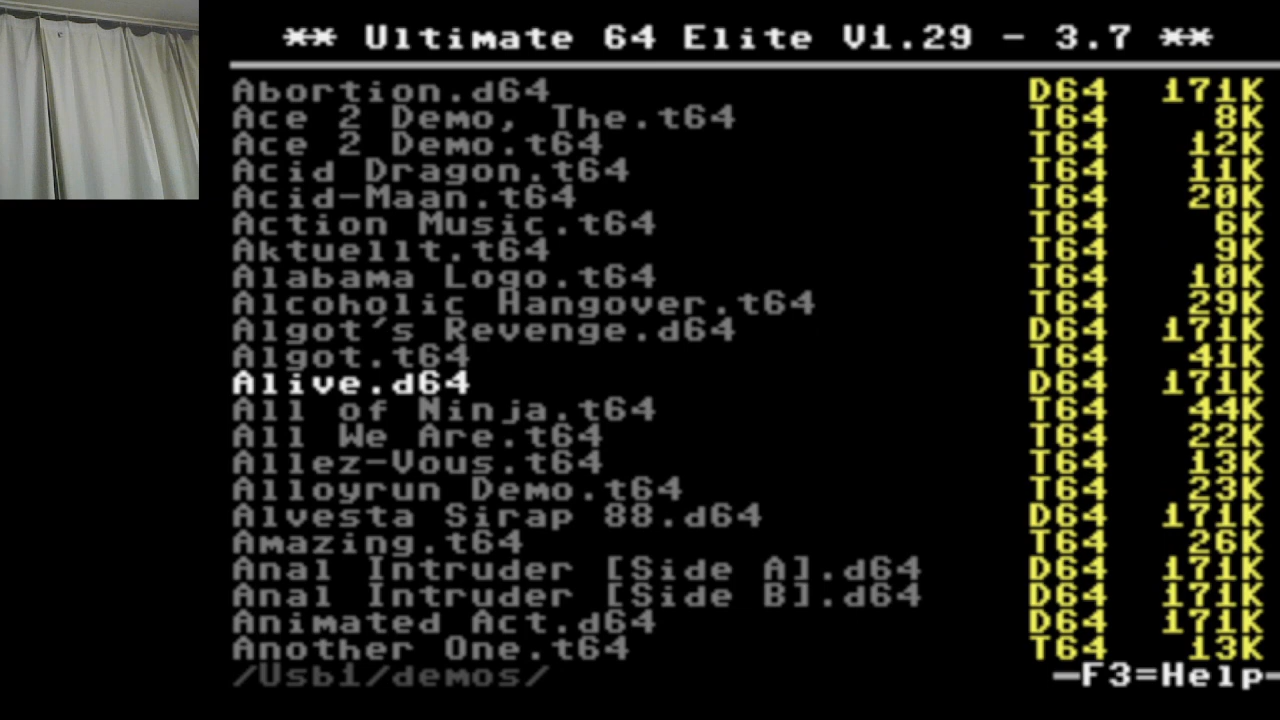 ** Ultimate 64 Elite V1.29 - 3.7 **
Abortion.d64 D64 171K
Ace 2 Demo, The.t64 T64 8K
Ace 2 Demo.t64 T64 12K
Acid Dragon.t64 T64 11K
Acid-Maan.t64 T64 20K
Action Music.t64 T64 6K
Aktuellt.t64 T64 9K
Alabama Logo.t64 T64 10K
Alcoholic Hangover.t64 T64 29K
Algot's Revenge.d64 D64 171K
Algot.t64 T64 41K
Alive.d64 D64 171K
All of Ninja.t64 T64 44K
All We Are.t64 T64 22K
Allez-Vous.t64 T64 13K
Alloyrun Demo.t64 T64 23K
Alvesta Sirap 88.d64 D64 171K
Amazing.t64 T64 26K
Anal Intruder [Side A].d64 D64 171K
Anal Intruder [Side B].d64 D64 171K
Animated Act.d64 D64 171K
Another One.t64 T64 13K
/Usb1/demos/ —F3=Help—